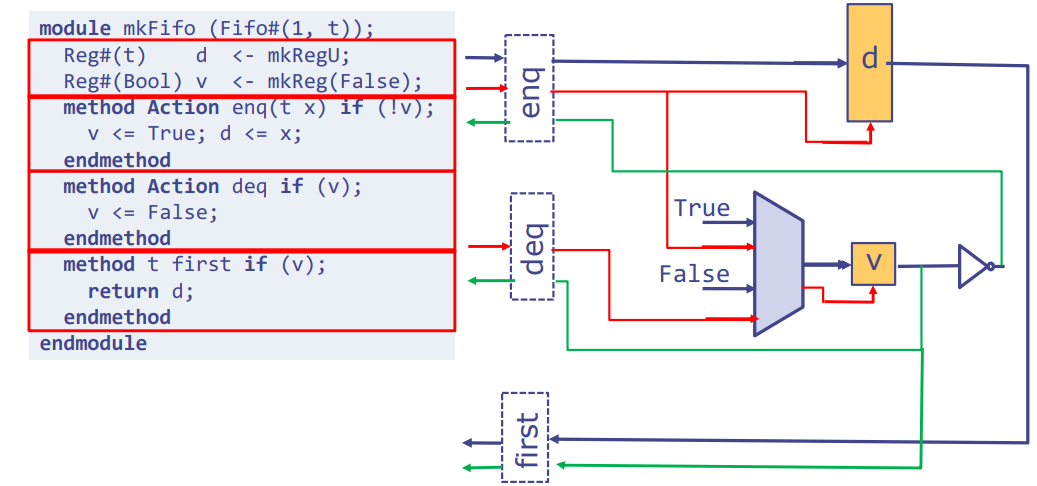 module mkFifo (Fifo#(1, t));
Reg#(t) d <- mkRegU;
Reg#(Bool) v <- mkReg(False);
method Action enq(t x) if (!v);
v <= True; d <= x;
endmethod
method Action deq if (v);
v <= False;
endmethod
method t first if (v);
return d;
endmethod
endmodule
enq
d
deq
True
False
v
first